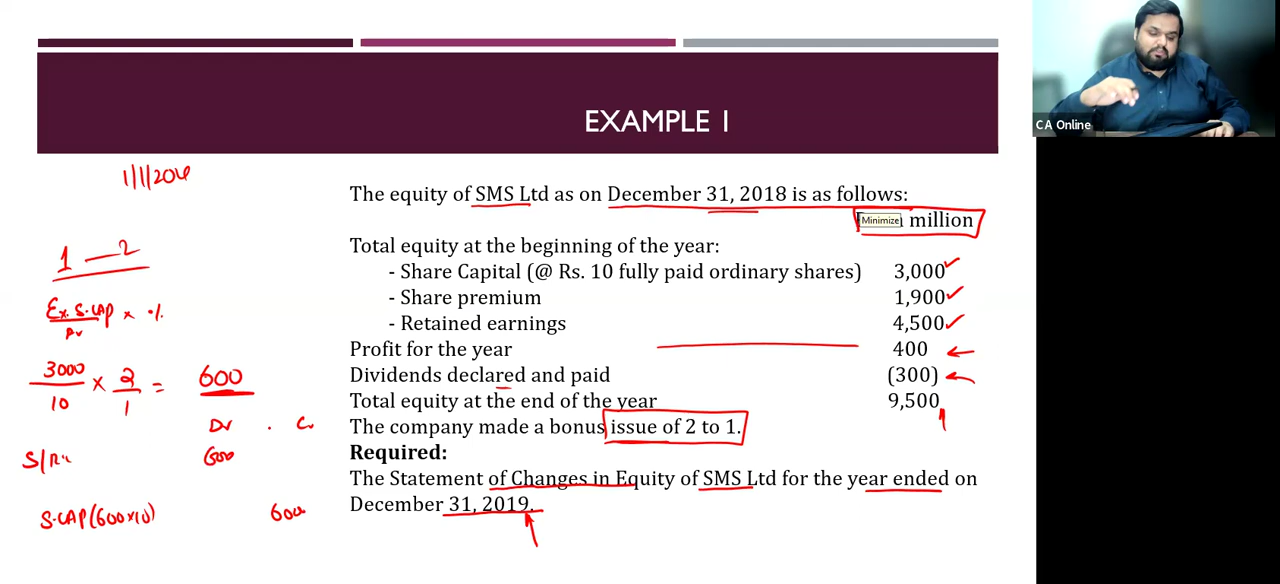 EXAMPLE 1
CA Online
1/1/20
The equity of SMS Ltd as on December 31, 2018 is as follows:
Minimize million
Total equity at the beginning of the year:
- Share Capital (@ Rs. 10 fully paid ordinary shares) 3,000
- Share premium 1,900
- Retained earnings 4,500
Profit for the year 400
Dividends declared and paid (300)
Total equity at the end of the year 9,500
The company made a bonus issue of 2 to 1.
Required:
The Statement of Changes in Equity of SMS Ltd for the year ended on
December 31, 2019.
1 — 2
Ex. S.CAP × %
3000
10
× 2
1
= 600
Dr . Cr
600
S.CAP (600×10) 600